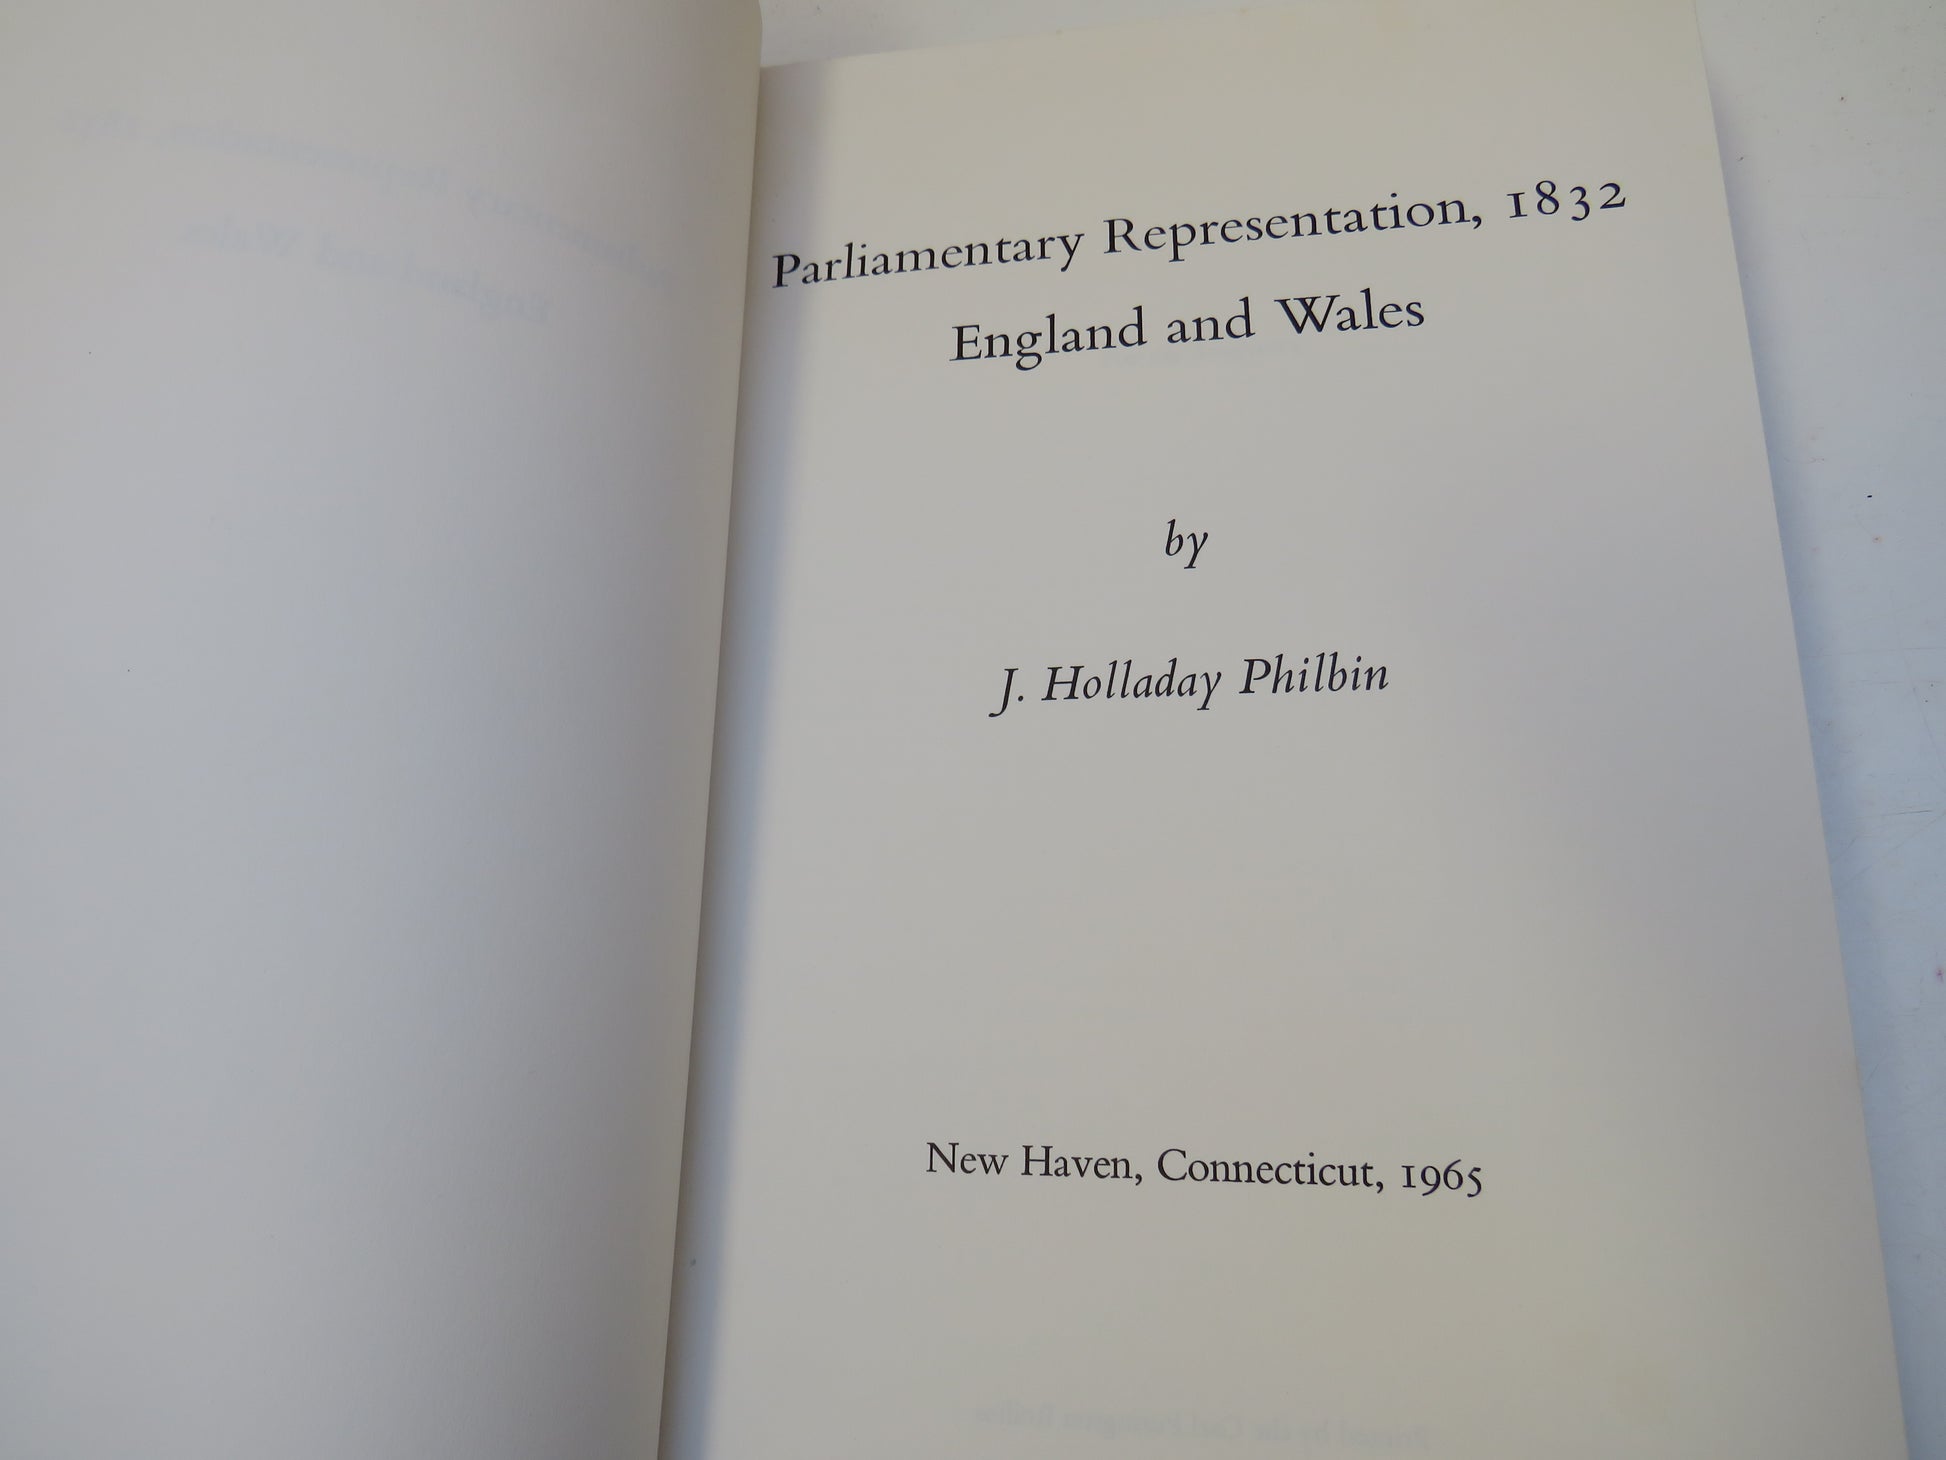 Parliamentary Representation, 1832
England and Wales
by
J. Holladay Philbin
New Haven, Connecticut, 1965